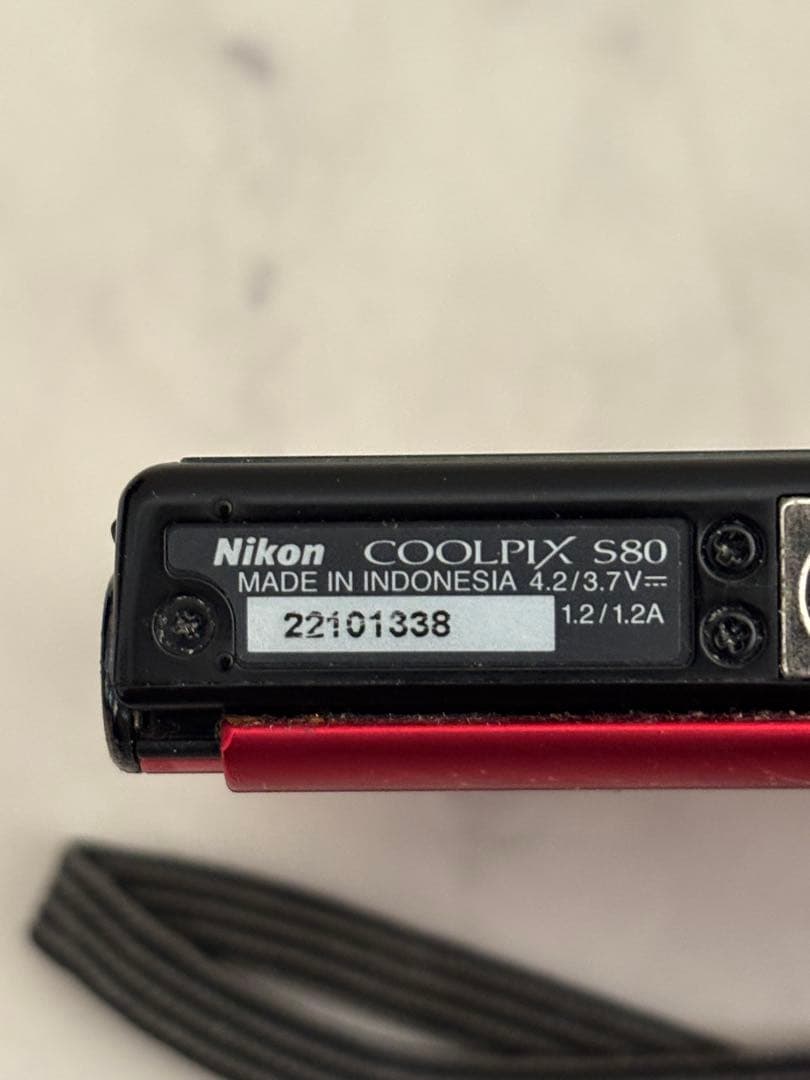 Nikon COOLPIX S80
MADE IN INDONESIA 4.2/3.7V⎓
22101338 1.2/1.2A